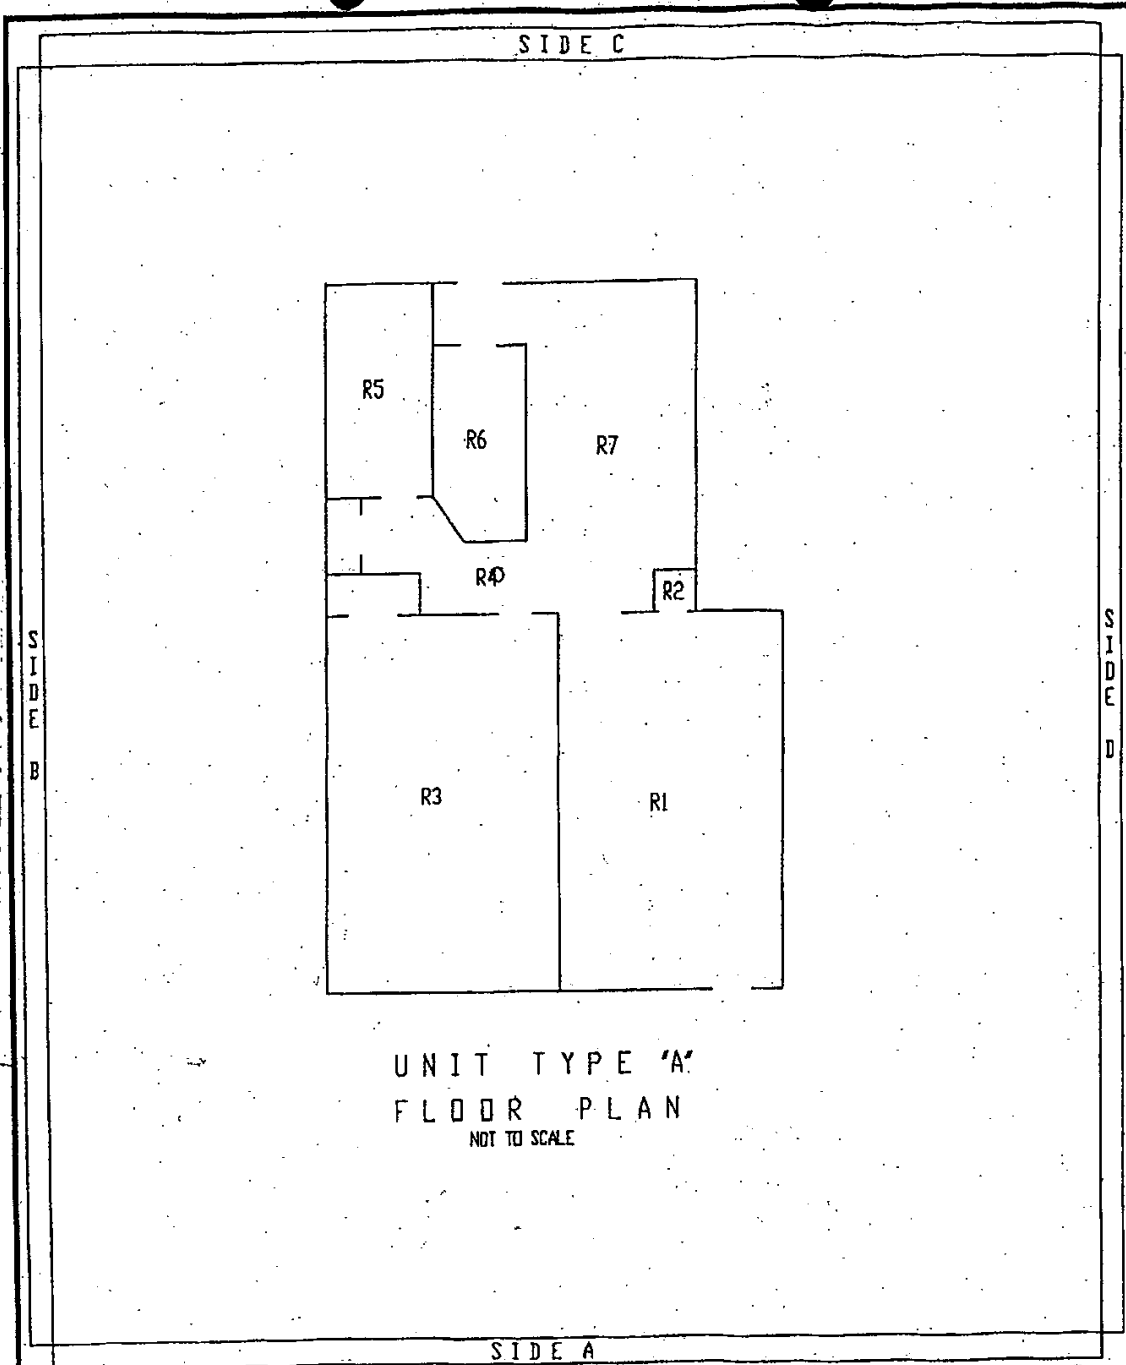 SIDE C
R5
R6
R7
R4
R2
SIDE B
SIDE D
R3
R1
UNIT TYPE "A"
FLOOR PLAN
NOT TO SCALE
SIDE A